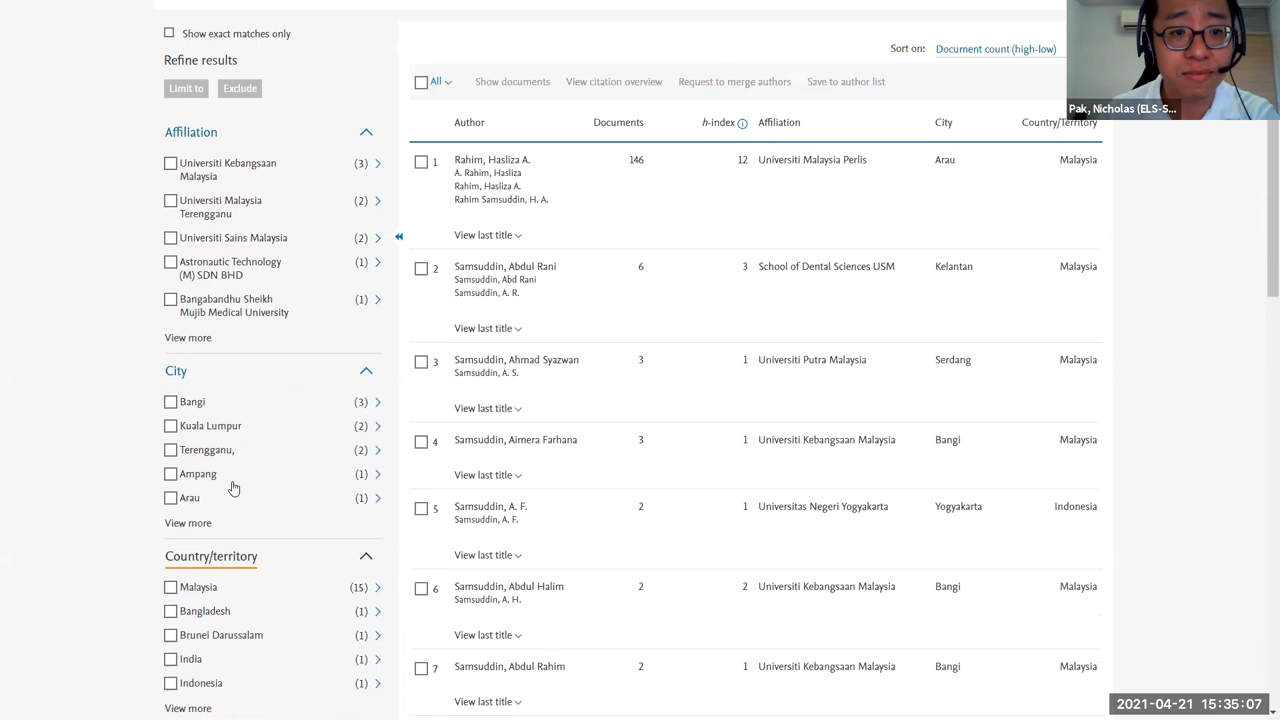 Show exact matches only
Refine results
Limit to Exclude
Affiliation
Universiti Kebangsaan (3)
Malaysia
Universiti Malaysia (2)
Terengganu
Universiti Sains Malaysia (2)
Astronautic Technology (1)
(M) SDN BHD
Bangabandhu Sheikh (1)
Mujib Medical University
View more
City
Bangi (3)
Kuala Lumpur (2)
Terengganu, (2)
Ampang (1)
Arau (1)
View more
Country/territory
Malaysia (15)
Bangladesh (1)
Brunei Darussalam (1)
India (1)
Indonesia (1)
View more
Sort on: Document count (high-low)
All Show documents View citation overview Request to merge authors Save to author list
Author Documents h-index Affiliation City Country/Territory
1 Rahim, Hasliza A. 146 12 Universiti Malaysia Perlis Arau Malaysia
A. Rahim, Hasliza
Rahim, Hasliza A.
Rahim Samsuddin, H. A.
View last title
2 Samsuddin, Abdul Rani 6 3 School of Dental Sciences USM Kelantan Malaysia
Samsuddin, Abd Rani
Samsuddin, A. R.
View last title
3 Samsuddin, Ahmad Syazwan 3 1 Universiti Putra Malaysia Serdang Malaysia
Samsuddin, A. S.
View last title
4 Samsuddin, Aimera Farhana 3 1 Universiti Kebangsaan Malaysia Bangi Malaysia
View last title
5 Samsuddin, A. F. 2 1 Universitas Negeri Yogyakarta Yogyakarta Indonesia
Samsuddin, A. F.
View last title
6 Samsuddin, Abdul Halim 2 2 Universiti Kebangsaan Malaysia Bangi Malaysia
Samsuddin, A. H.
View last title
7 Samsuddin, Abdul Rahim 2 1 Universiti Kebangsaan Malaysia Bangi Malaysia
View last title
Pak, Nicholas (ELS-S...
2021-04-21 15:35:07